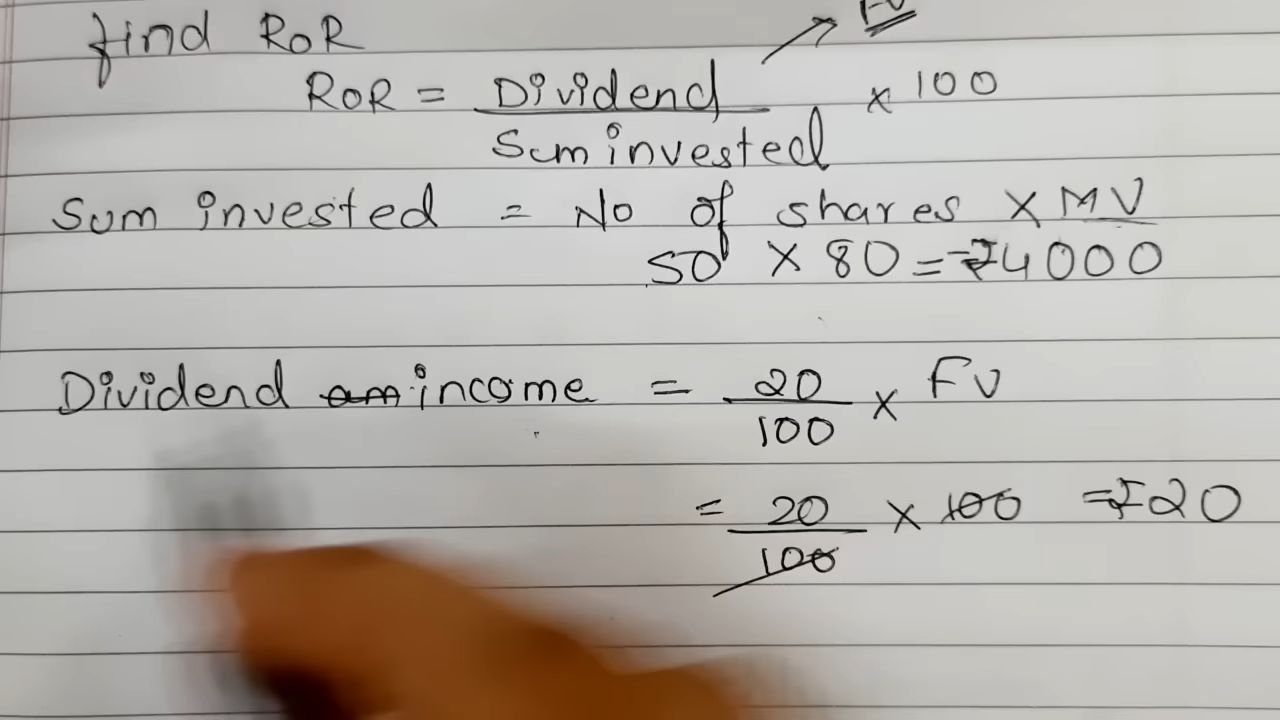 find RoR
FV
RoR = Dividend / Sum invested × 100
Sum invested = No of shares × MV
50 × 80 = ₹4000
Dividend income = 20/100 × FV
= 20/100 × 100 = ₹20